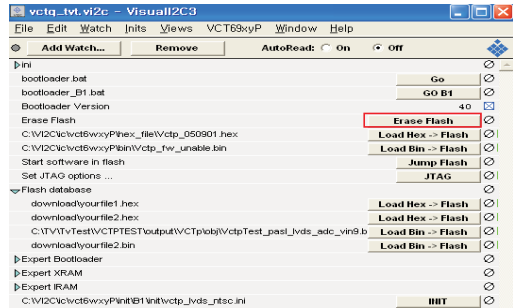 vctq_tvt.vi2c - VisualI2C3
File Edit Watch Inits Views VCT69xyP Window Help
Add Watch... Remove AutoRead: On Off
ini
bootloader.bat Go
bootloader_B1.bat GO B1
Bootloader Version 40
Erase Flash Erase Flash
C:\VI2C\ic\vct6wxyP\hex_file\Vctp_050901.hex Load Hex -> Flash
C:\VI2C\ic\vct6wxyP\bin\Vctp_fw_unable.bin Load Bin -> Flash
Start software in flash Jump Flash
Set JTAG options ... JTAG
Flash database
download\yourfile1.hex Load Hex -> Flash
download\yourfile2.hex Load Hex -> Flash
C:\TV\TvTest\VCTPTEST\output\VCTp\obj\VctpTest_pasl_lvds_adc_vin9.b Load Bin -> Flash
download\yourfile2.bin Load Bin -> Flash
Expert Bootloader
Expert XRAM
Expert IRAM
C:\VI2C\ic\vct6wxyP\init\B1\init\vctp_lvds_ntsc.ini INIT